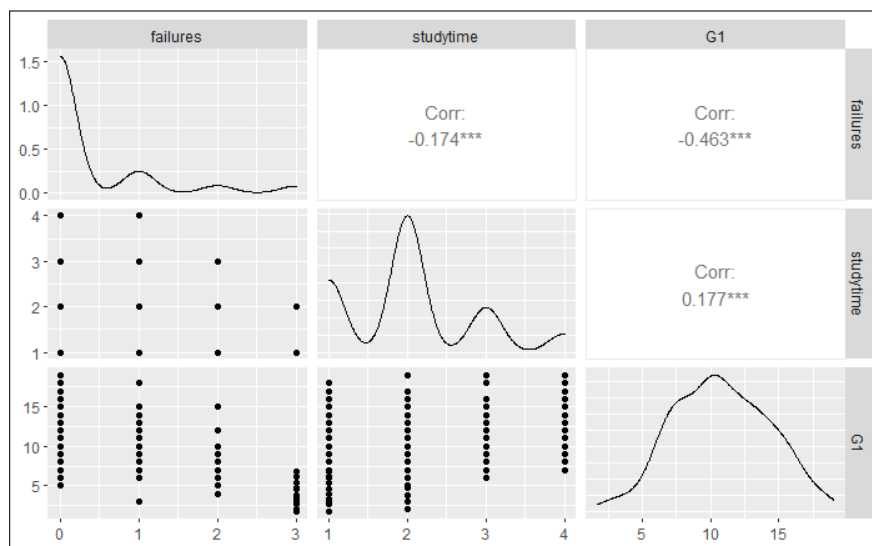 failures studytime G1
1.5
1.0
0.5
0.0
Corr:
-0.174***
Corr:
-0.463***
failures
4
3
2
1
Corr:
0.177***
studytime
15
10
5
G1
0 1 2 3 1 2 3 4 5 10 15